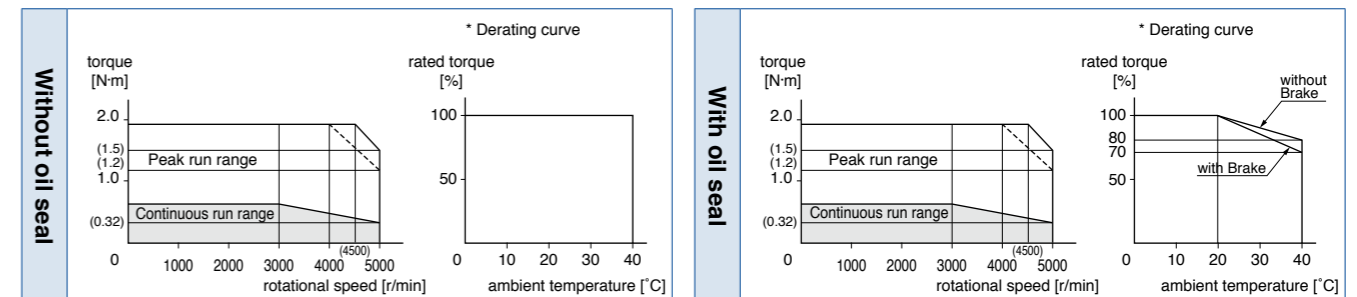 Without oil seal
* Derating curve
torque
[N·m]
2.0
(1.5)
(1.2)
1.0
(0.32)
0
Peak run range
Continuous run range
(4500)
1000 2000 3000 4000 5000
rotational speed [r/min]
rated torque
[%]
100
50
0 10 20 30 40
ambient temperature [˚C]
With oil seal
* Derating curve
torque
[N·m]
2.0
(1.5)
(1.2)
1.0
(0.32)
0
Peak run range
Continuous run range
(4500)
1000 2000 3000 4000 5000
rotational speed [r/min]
rated torque
[%]
without
Brake
100
80
70
with Brake
50
0 10 20 30 40
ambient temperature [˚C]